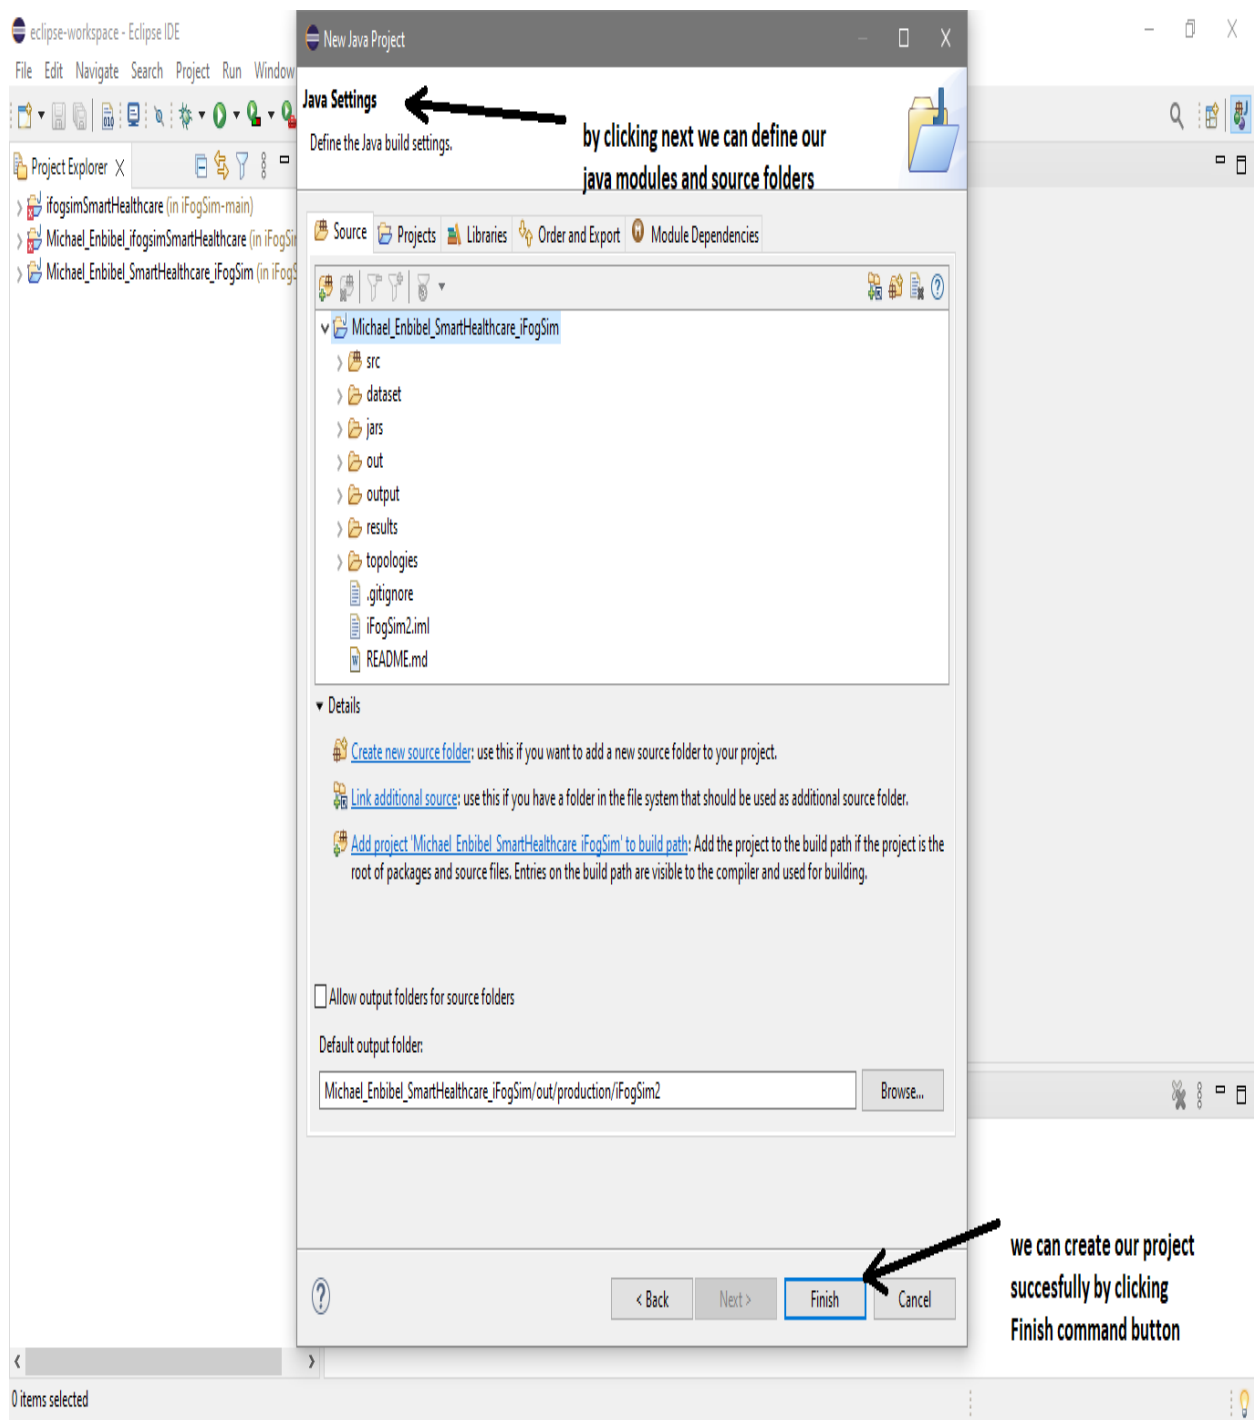 eclipse-workspace - Eclipse IDE
File Edit Navigate Search Project Run Window
Project Explorer
ifogsimSmartHealthcare (in iFogSim-main)
Michael_Enbibel_ifogsimSmartHealthcare (in iFogSi
Michael_Enbibel_SmartHealthcare_iFogSim (in iFogS
New Java Project
Java Settings
Define the Java build settings.
by clicking next we can define our
java modules and source folders
Source Projects Libraries Order and Export Module Dependencies
Michael_Enbibel_SmartHealthcare_iFogSim
src
dataset
jars
out
output
results
topologies
.gitignore
iFogSim2.iml
README.md
Details
Create new source folder: use this if you want to add a new source folder to your project.
Link additional source: use this if you have a folder in the file system that should be used as additional source folder.
Add project 'Michael_Enbibel_SmartHealthcare_iFogSim' to build path: Add the project to the build path if the project is the
root of packages and source files. Entries on the build path are visible to the compiler and used for building.
Allow output folders for source folders
Default output folder:
Michael_Enbibel_SmartHealthcare_iFogSim/out/production/iFogSim2
Browse...
< Back Next > Finish Cancel
we can create our project
succesfully by clicking
Finish command button
0 items selected